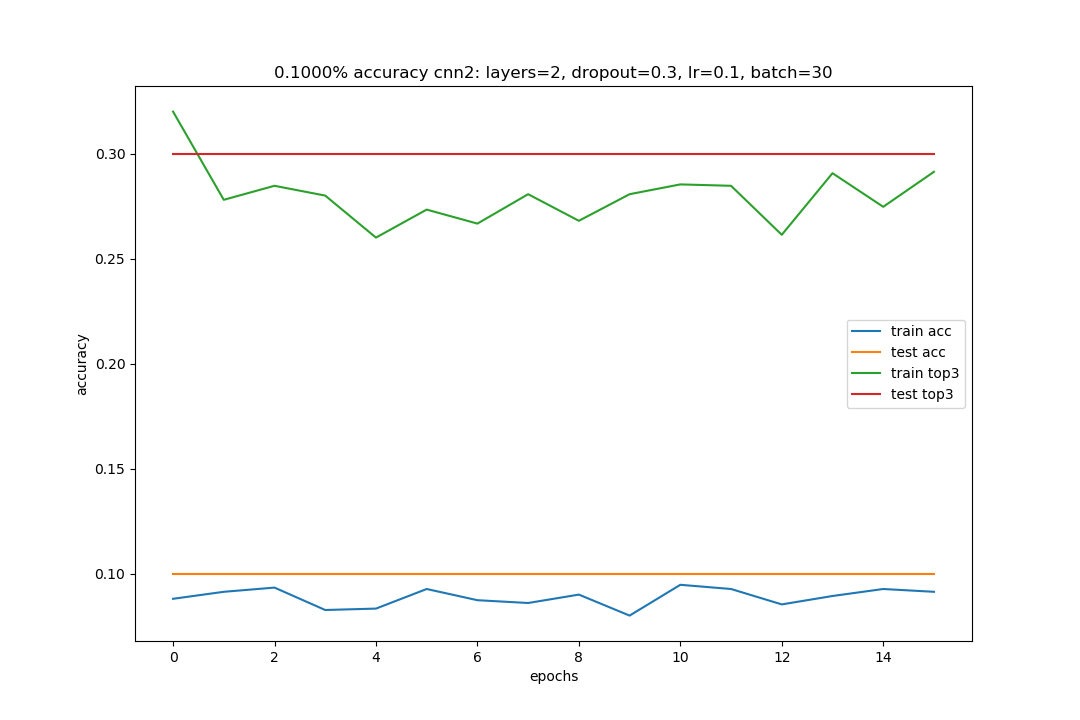 0.1000% accuracy cnn2: layers=2, dropout=0.3, lr=0.1, batch=30
0.30
0.25
0.20
0.15
0.10
accuracy
train acc
test acc
train top3
test top3
0 2 4 6 8 10 12 14
epochs